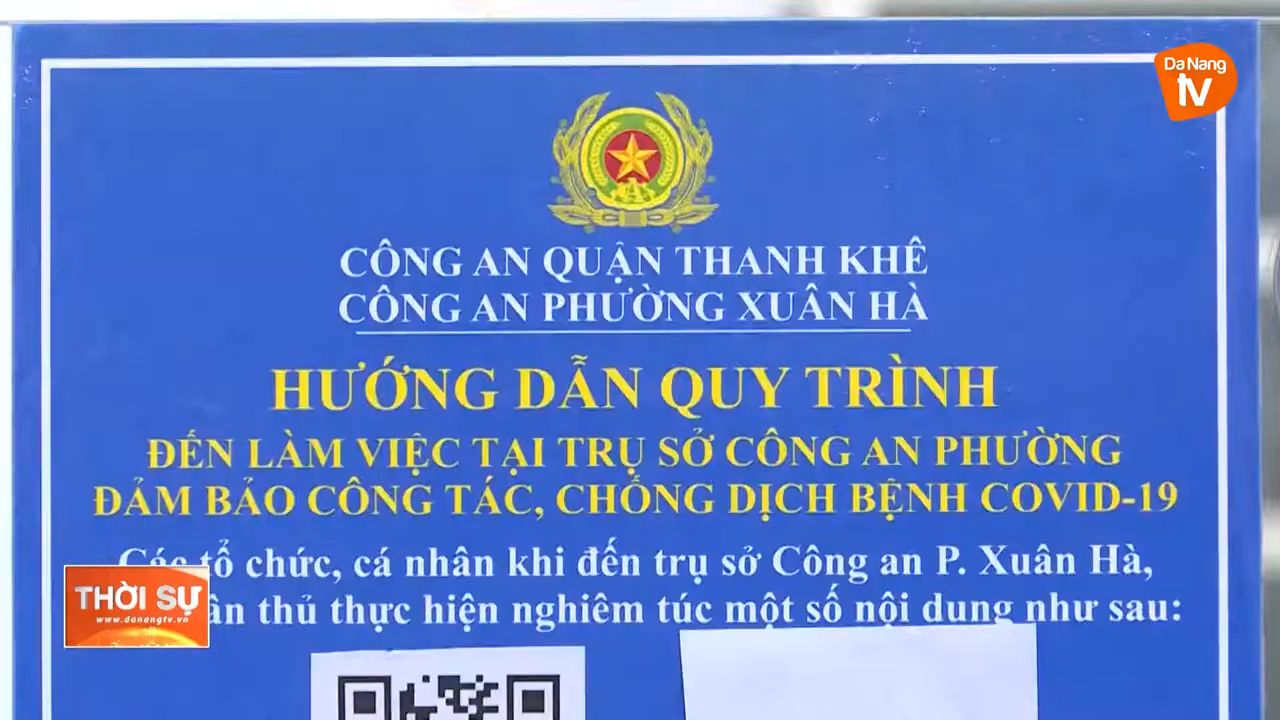 Da Nang
tv
CÔNG AN QUẬN THANH KHÊ
CÔNG AN PHƯỜNG XUÂN HÀ
HƯỚNG DẪN QUY TRÌNH
ĐẾN LÀM VIỆC TẠI TRỤ SỞ CÔNG AN PHƯỜNG
ĐẢM BẢO CÔNG TÁC, CHỐNG DỊCH BỆNH COVID-19
Các tổ chức, cá nhân khi đến trụ sở Công an P. Xuân Hà,
thủ thực hiện nghiêm túc một số nội dung như sau:
THỜI SỰ
www.danangtv.vn